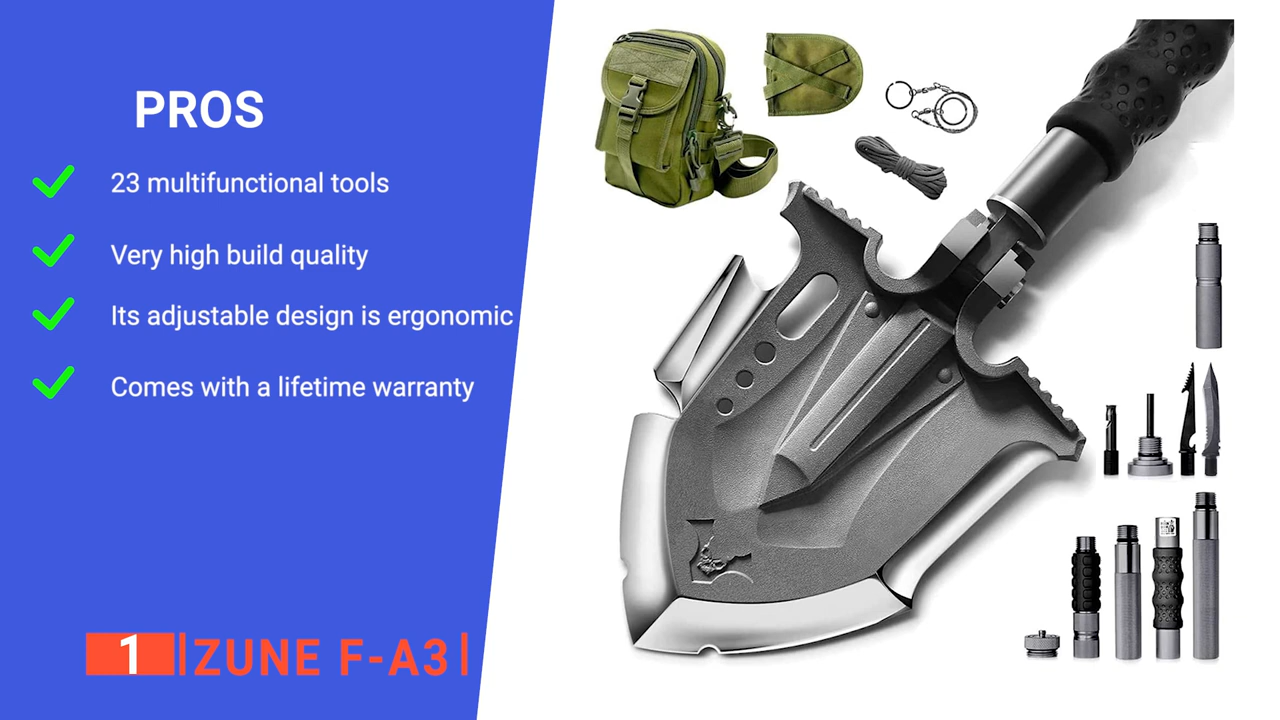 PROS
23 multifunctional tools
Very high build quality
Its adjustable design is ergonomic
Comes with a lifetime warranty
1 ZUNE F-A3